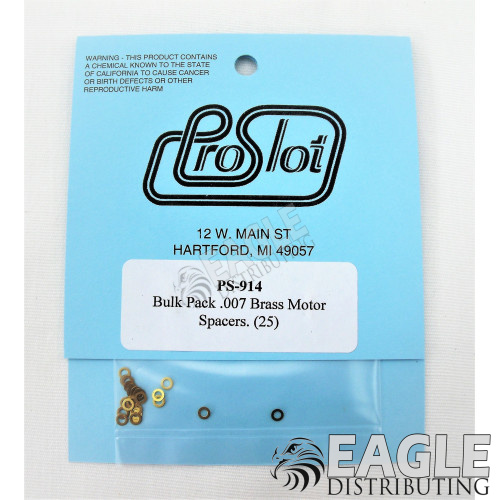 WARNING - THIS PRODUCT CONTAINS
A CHEMICAL KNOWN TO THE STATE
OF CALIFORNIA TO CAUSE CANCER
OR BIRTH DEFECTS OR OTHER
REPRODUCTIVE HARM
ProSlot
12 W. MAIN ST
HARTFORD, MI 49057
EAGLE
DISTRIBUTING
PS-914
Bulk Pack .007 Brass Motor
Spacers. (25)
EAGLE
DISTRIBUTING